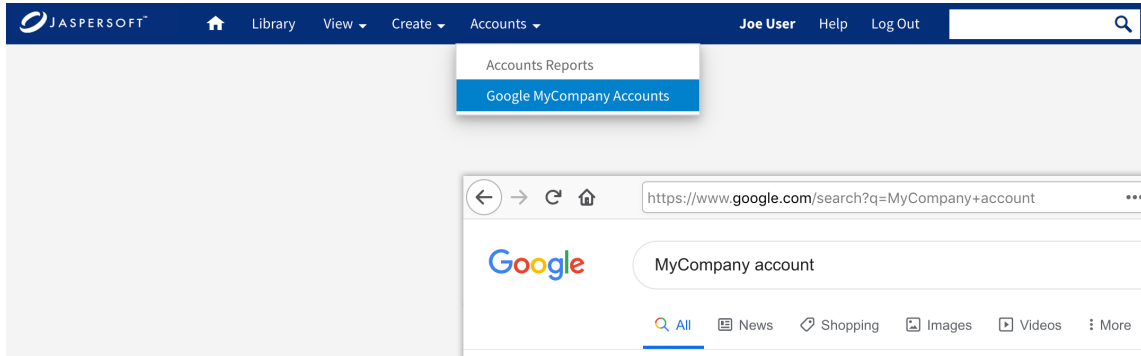 JASPERSOFT™ Library View Create Accounts Joe User Help Log Out
Accounts Reports
Google MyCompany Accounts
https://www.google.com/search?q=MyCompany+account
Google MyCompany account
All News Shopping Images Videos More